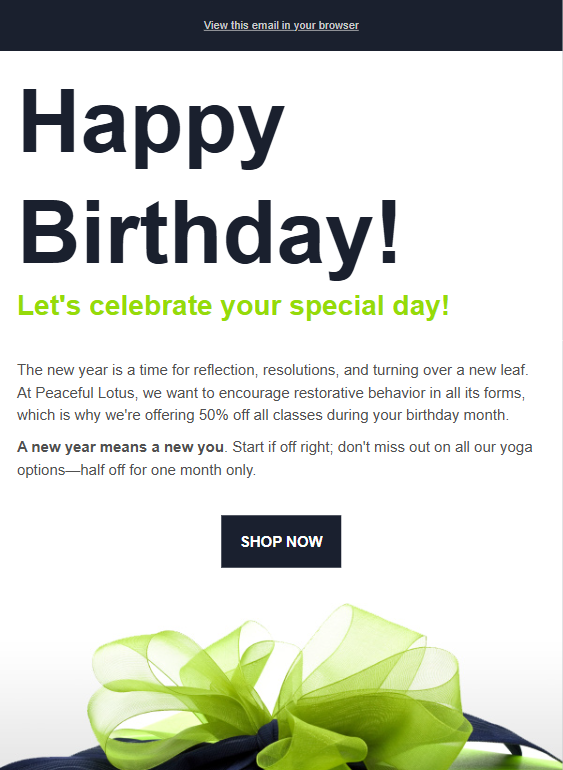 View this email in your browser
Happy
Birthday!
Let's celebrate your special day!
The new year is a time for reflection, resolutions, and turning over a new leaf.
At Peaceful Lotus, we want to encourage restorative behavior in all its forms,
which is why we're offering 50% off all classes during your birthday month.
A new year means a new you. Start if off right; don't miss out on all our yoga
options—half off for one month only.
SHOP NOW